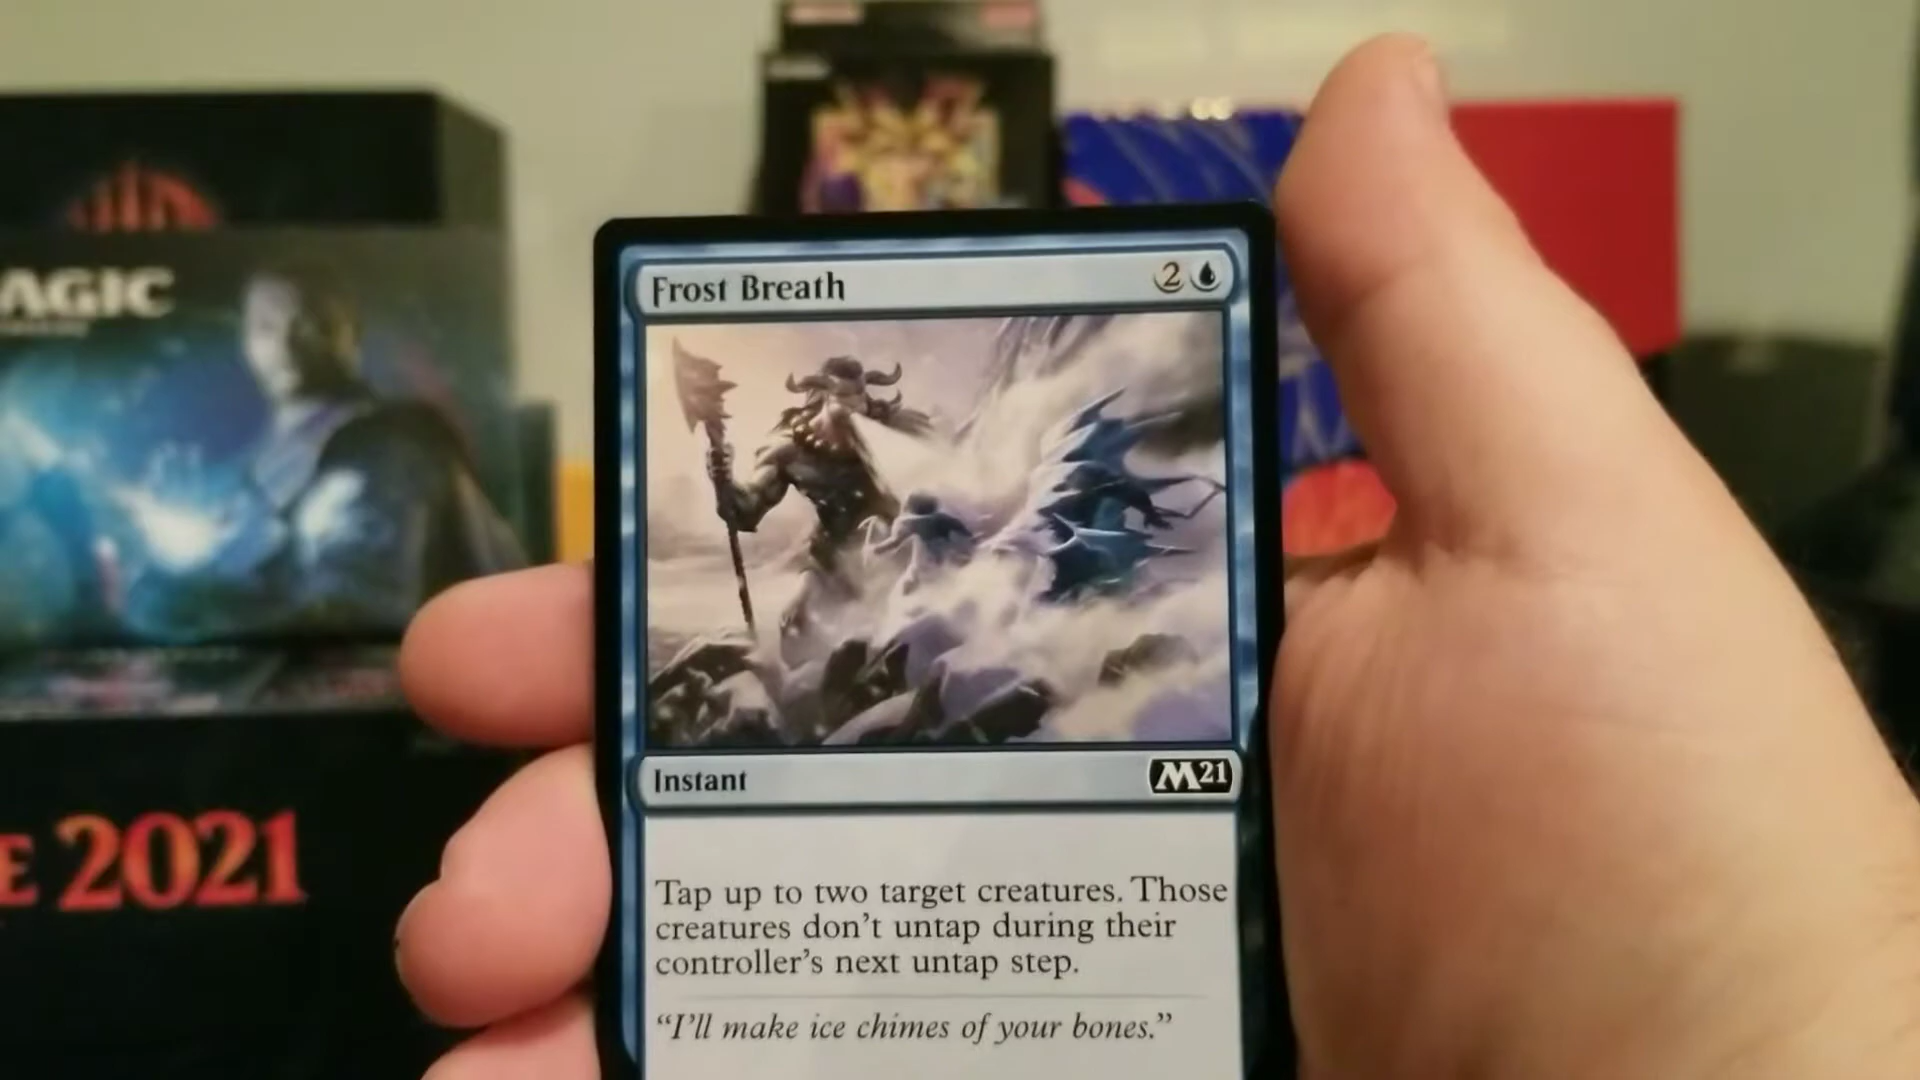 AGIC
E 2021
Frost Breath 2
Instant M21
Tap up to two target creatures. Those
creatures don't untap during their
controller's next untap step.
"I'll make ice chimes of your bones."